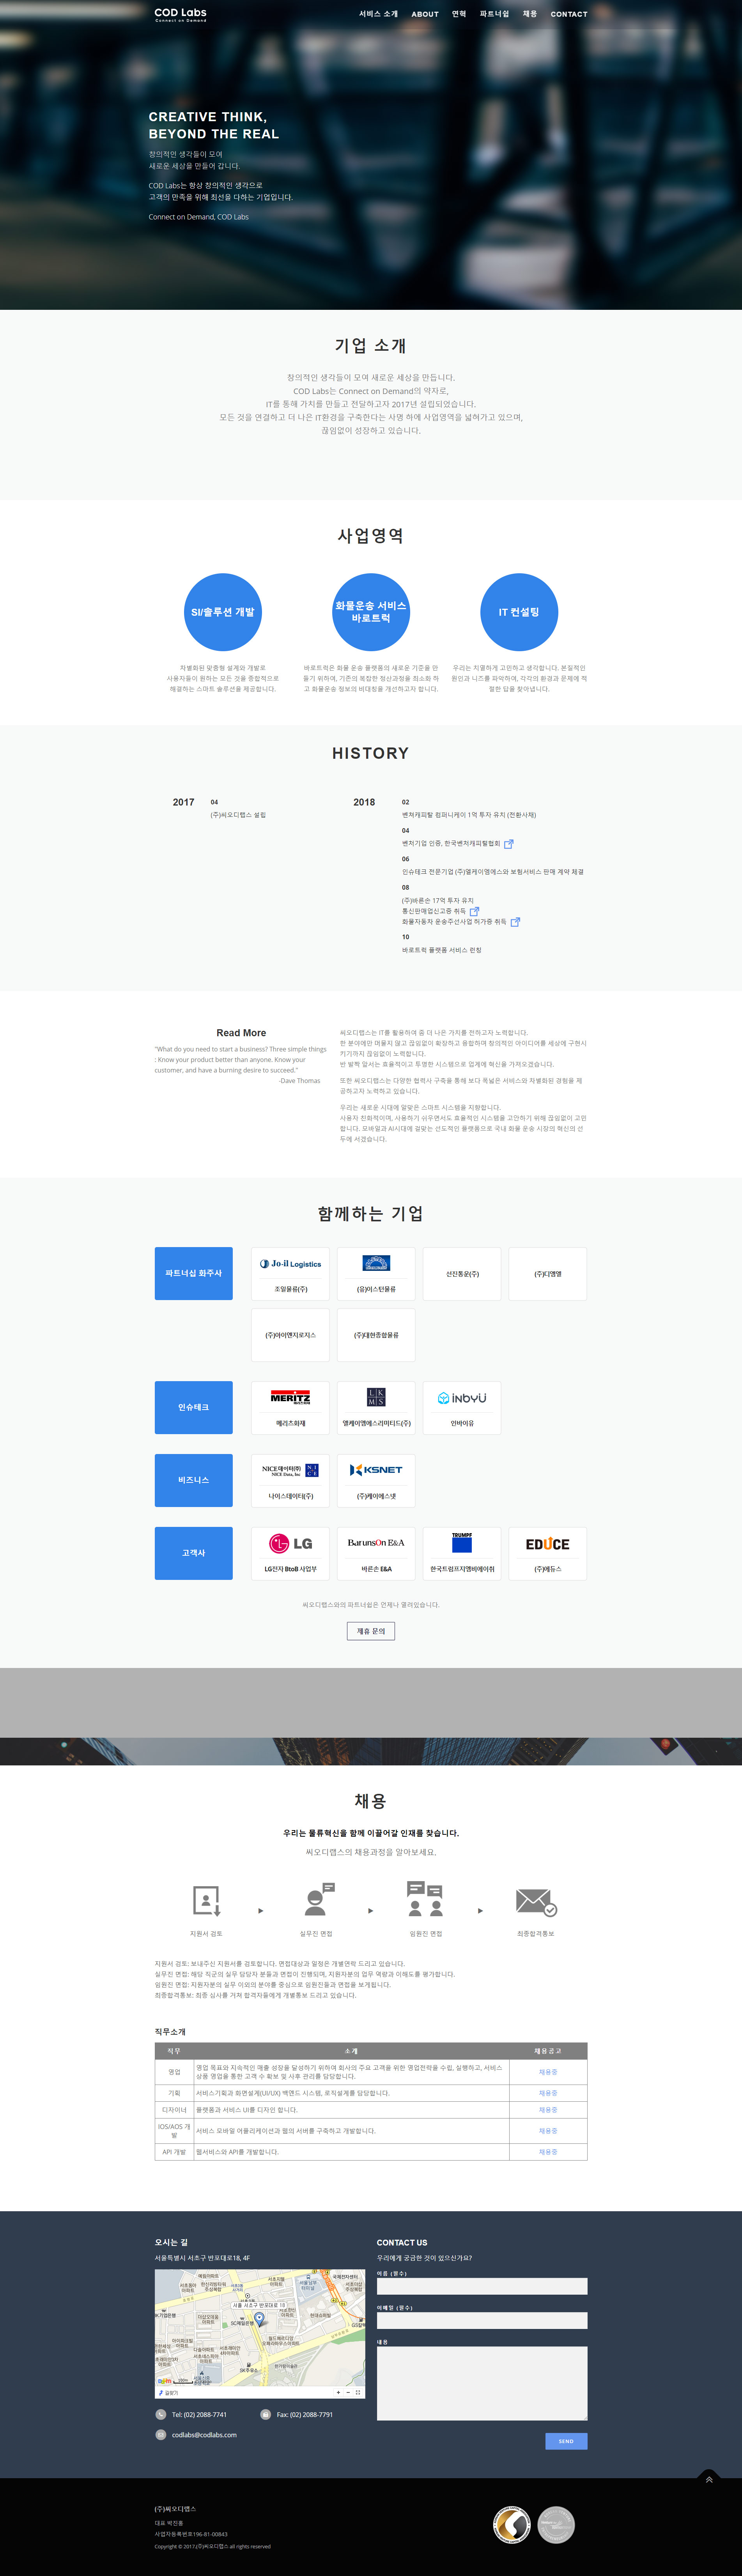 COD Labs
Connect on Demand
서비스 소개
ABOUT
연혁
파트너쉽
채용
CONTACT
CREATIVE THINK,
BEYOND THE REAL
창의적인 생각들이 모여
새로운 세상을 만들어 갑니다.
COD Labs는 항상 창의적인 생각으로
고객의 만족을 위해 최선을 다하는 기업입니다.
Connect on Demand, COD Labs
기업 소개
창의적인 생각들이 모여 새로운 세상을 만듭니다.
COD Labs는 Connect on Demand의 약자로,
IT를 통해 가치를 만들고 전달하고자 2017년 설립되었습니다.
모든 것을 연결하고 더 나은 IT환경을 구축한다는 사명 하에 사업영역을 넓혀가고 있으며,
끊임없이 성장하고 있습니다.
사업영역
SI/솔루션 개발
차별화된 맞춤형 설계와 개발로
사용자들이 원하는 모든 것을 종합적으로
해결하는 스마트 솔루션을 제공합니다.
화물운송 서비스
바로트럭
바로트럭은 화물 운송 플랫폼의 새로운 기준을 만
들기 위하여, 기존의 복잡한 정산과정을 최소화 하
고 화물운송 정보의 비대칭을 개선하고자 합니다.
IT 컨설팅
우리는 치열하게 고민하고 생각합니다. 본질적인
원인과 니즈를 파악하여, 각각의 환경과 문제에 적
절한 답을 찾아냅니다.
HISTORY
2017
04
(주)씨오디랩스 설립
2018
02
벤쳐캐피탈 컴퍼니케이 1억 투자 유치 (전환사채)
04
벤처기업 인증, 한국벤처캐피탈협회
06
인슈테크 전문기업 (주)엘케이엠에스와 보험서비스 판매 계약 체결
08
(주)바른손 17억 투자 유치
통신판매업신고증 취득
화물자동차 운송주선사업 허가증 취득
10
바로트럭 플랫폼 서비스 런칭
Read More
"What do you need to start a business? Three simple things
: Know your product better than anyone. Know your
customer, and have a burning desire to succeed."
-Dave Thomas
씨오디랩스는 IT를 활용하여 좀 더 나은 가치를 전하고자 노력합니다.
한 분야에만 머물지 않고 끊임없이 확장하고 융합하여 창의적인 아이디어를 세상에 구현시
키기까지 끊임없이 노력합니다.
반 발짝 앞서는 효율적이고 투명한 시스템으로 업계에 혁신을 가져오겠습니다.
또한 씨오디랩스는 다양한 협력사 구축을 통해 보다 폭넓은 서비스와 차별화된 경험을 제
공하고자 노력하고 있습니다.
우리는 새로운 시대에 알맞은 스마트 시스템을 지향합니다.
사용자 친화적이며, 사용하기 쉬우면서도 효율적인 시스템을 고안하기 위해 끊임없이 고민
합니다. 모바일과 AI시대에 걸맞는 선도적인 플랫폼으로 국내 화물 운송 시장의 혁신의 선
두에 서겠습니다.
함께하는 기업
파트너십 화주사
Jo-il Logistics
조일물류(주)
(유)이스턴물류
선진통운(주)
(주)디앤엘
(주)아이앤지로지스
(주)대현종합물류
인슈테크
MERITZ
메리츠화재
LKMS
엘케이엠에스리미티드(주)
inbyu
인바이유
비즈니스
NICE데이터(주)
NICE Data, Inc
NICE
나이스데이터(주)
KSNET
(주)케이에스넷
고객사
LG
LG전자 BtoB 사업부
BarunsOn E&A
바른손 E&A
TRUMPF
한국트럼프지엠비에이취
EDUCE
(주)에듀스
씨오디랩스와의 파트너쉽은 언제나 열려있습니다.
제휴 문의
채용
우리는 물류혁신을 함께 이끌어갈 인재를 찾습니다.
씨오디랩스의 채용과정을 알아보세요.
지원서 검토
실무진 면접
임원진 면접
최종합격통보
지원서 검토: 보내주신 지원서를 검토합니다. 면접대상과 일정은 개별연락 드리고 있습니다.
실무진 면접: 해당 직군의 실무 담당자 분들과 면접이 진행되며, 지원자분의 업무 역량과 이해도를 평가합니다.
임원진 면접: 지원자분의 실무 이외의 분야를 중심으로 임원진들과 면접을 보게됩니다.
최종합격통보: 최종 심사를 거쳐 합격자들에게 개별통보 드리고 있습니다.
직무소개
직무
소개
채용공고
영업
영업 목표와 지속적인 매출 성장을 달성하기 위하여 회사의 주요 고객을 위한 영업전략을 수립, 실행하고, 서비스
상품 영업을 통한 고객 수 확보 및 사후 관리를 담당합니다.
채용중
기획
서비스기획과 화면설계(UI/UX) 백엔드 시스템, 로직설계를 담당합니다.
채용중
디자이너
플랫폼과 서비스 UI를 디자인 합니다.
채용중
IOS/AOS 개
발
서비스 모바일 어플리케이션과 웹의 서버를 구축하고 개발합니다.
채용중
API 개발
웹서비스와 API를 개발합니다.
채용중
오시는 길
서울특별시 서초구 반포대로18, 4F
서울 서초구 반포대로 18
길찾기
Tel: (02) 2088-7741
Fax: (02) 2088-7791
codlabs@codlabs.com
CONTACT US
우리에게 궁금한 것이 있으신가요?
이름 (필수)
이메일 (필수)
내용
SEND
(주)씨오디랩스
대표 박진홍
사업자등록번호196-81-00843
Copyright © 2017.(주)씨오디랩스 all rights reserved